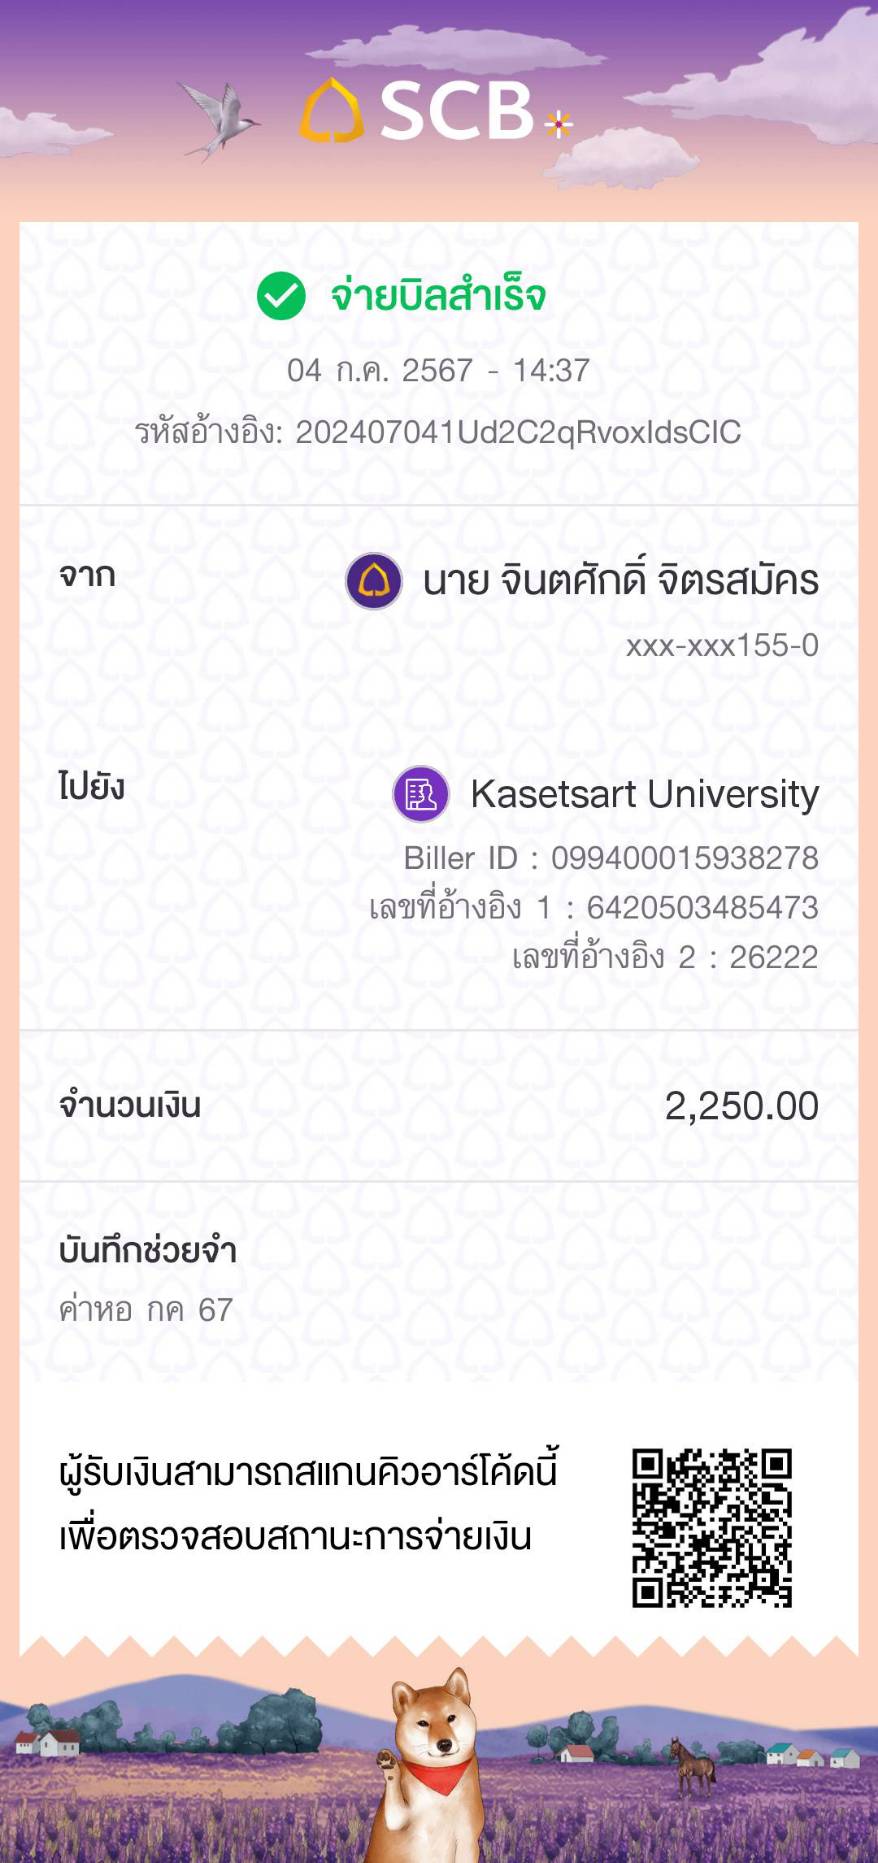 SCB
จ่ายบิลสำเร็จ
04 ก.ค. 2567 - 14:37
รหัสอ้างอิง: 202407041Ud2C2qRvoxIdsCIC
จาก
นาย จินตศักดิ์ จิตรสมัคร
xxx-xxx155-0
ไปยัง
Kasetsart University
Biller ID : 099400015938278
เลขที่อ้างอิง 1 : 6420503485473
เลขที่อ้างอิง 2 : 26222
จำนวนเงิน 2,250.00
บันทึกช่วยจำ
ค่าหอ กค 67
ผู้รับเงินสามารถสแกนคิวอาร์โค้ดนี้
เพื่อตรวจสอบสถานะการจ่ายเงิน